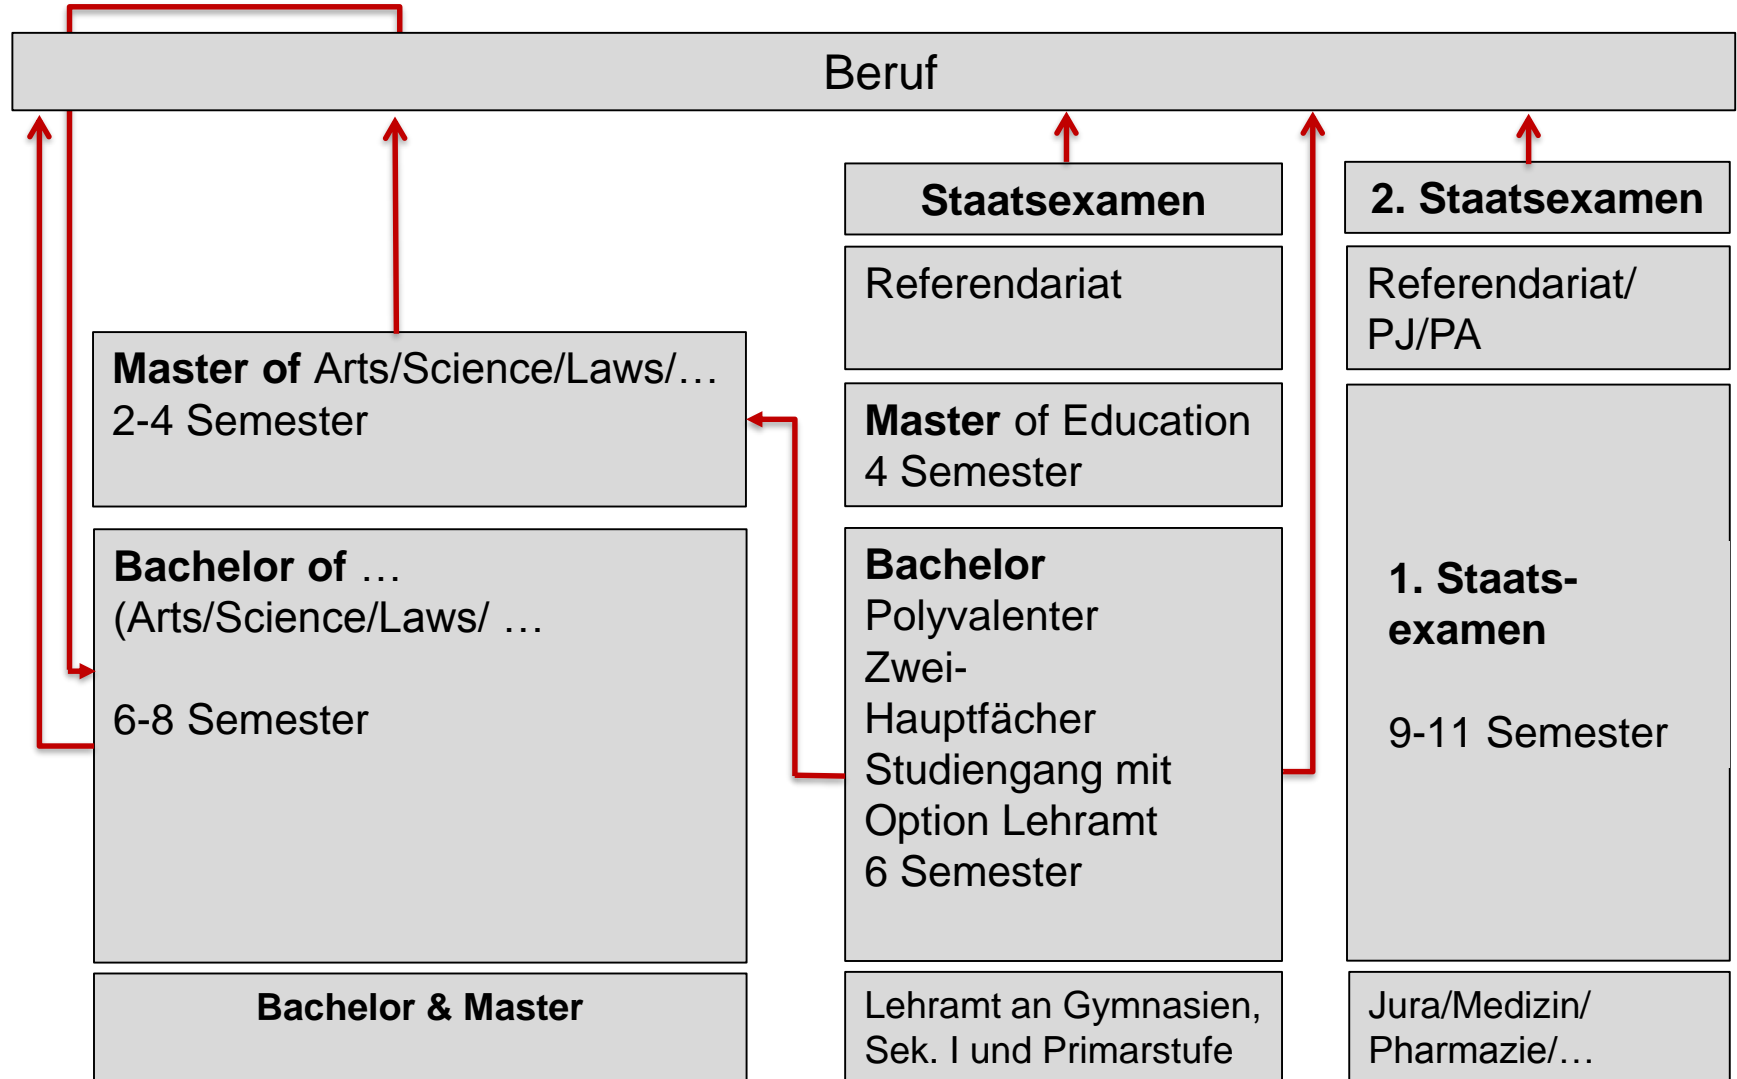 Beruf
Staatsexamen
2. Staatsexamen
Referendariat
Referendariat/
PJ/PA
Master of Arts/Science/Laws/…
2-4 Semester
Master of Education
4 Semester
Bachelor of …
(Arts/Science/Laws/ …
6-8 Semester
Bachelor
Polyvalenter
Zwei-
Hauptfächer
Studiengang mit
Option Lehramt
6 Semester
1. Staats-
examen
9-11 Semester
Bachelor & Master
Lehramt an Gymnasien,
Sek. I und Primarstufe
Jura/Medizin/
Pharmazie/…